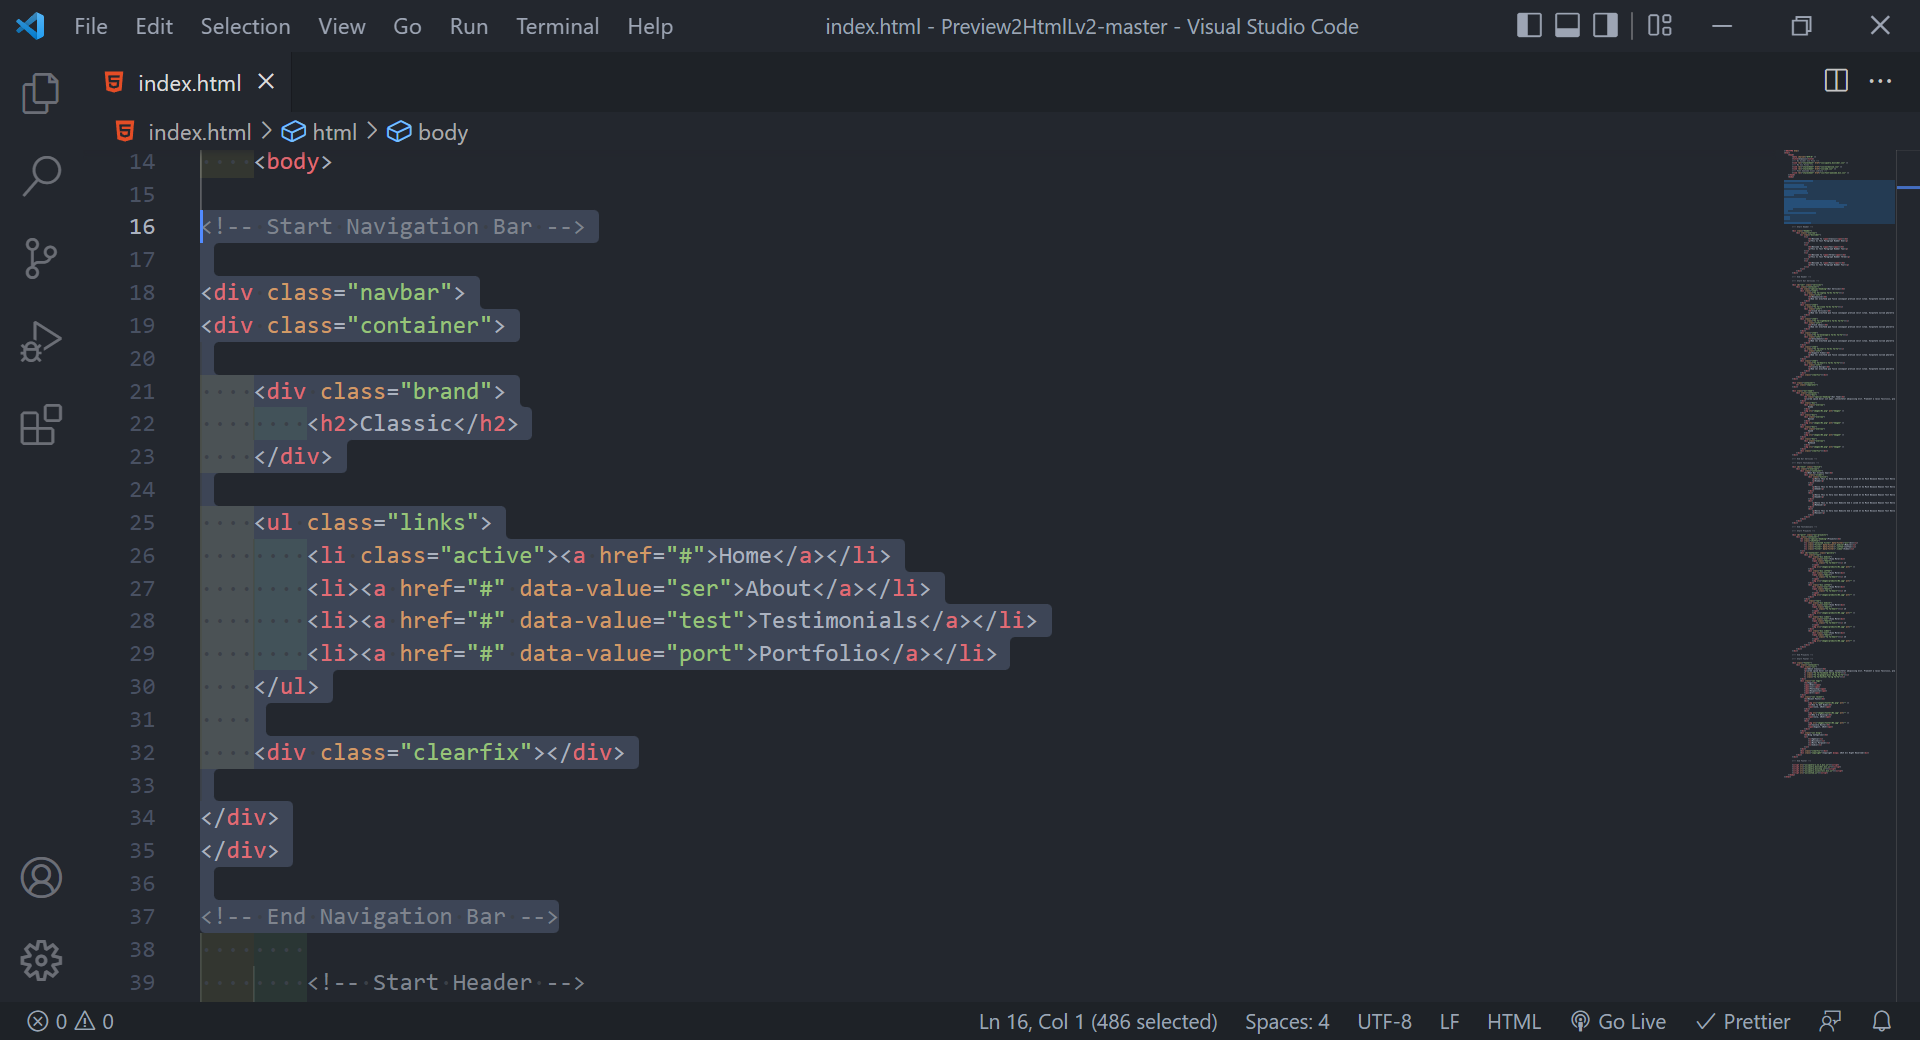 File Edit Selection View Go Run Terminal Help index.html - Preview2HtmlLv2-master - Visual Studio Code
index.html
index.html > html > body
14 <body>
15
16 <!-- Start Navigation Bar -->
17
18 <div class="navbar">
19 <div class="container">
20
21 <div class="brand">
22 <h2>Classic</h2>
23 </div>
24
25 <ul class="links">
26 <li class="active"><a href="#">Home</a></li>
27 <li><a href="#" data-value="ser">About</a></li>
28 <li><a href="#" data-value="test">Testimonials</a></li>
29 <li><a href="#" data-value="port">Portfolio</a></li>
30 </ul>
31
32 <div class="clearfix"></div>
33
34 </div>
35 </div>
36
37 <!-- End Navigation Bar -->
38
39 <!-- Start Header -->
0 0 Ln 16, Col 1 (486 selected) Spaces: 4 UTF-8 LF HTML Go Live Prettier